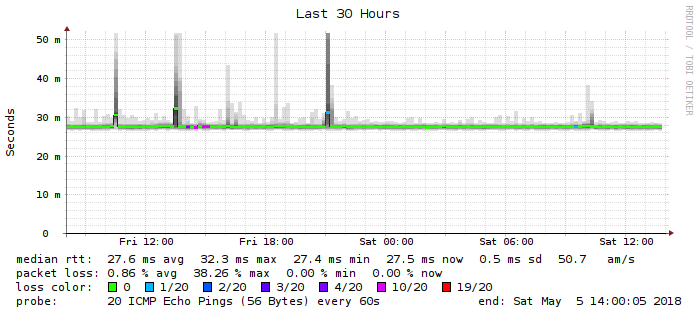 Last 30 Hours
RRDTOOL / TOBI OETIKER
Seconds
50 m
40 m
30 m
20 m
10 m
0
Fri 12:00 Fri 18:00 Sat 00:00 Sat 06:00 Sat 12:00
median rtt: 27.6 ms avg 32.3 ms max 27.4 ms min 27.5 ms now 0.5 ms sd 50.7 am/s
packet loss: 0.86 % avg 38.26 % max 0.00 % min 0.00 % now
loss color: 0 1/20 2/20 3/20 4/20 10/20 19/20
probe: 20 ICMP Echo Pings (56 Bytes) every 60s end: Sat May 5 14:00:05 2018